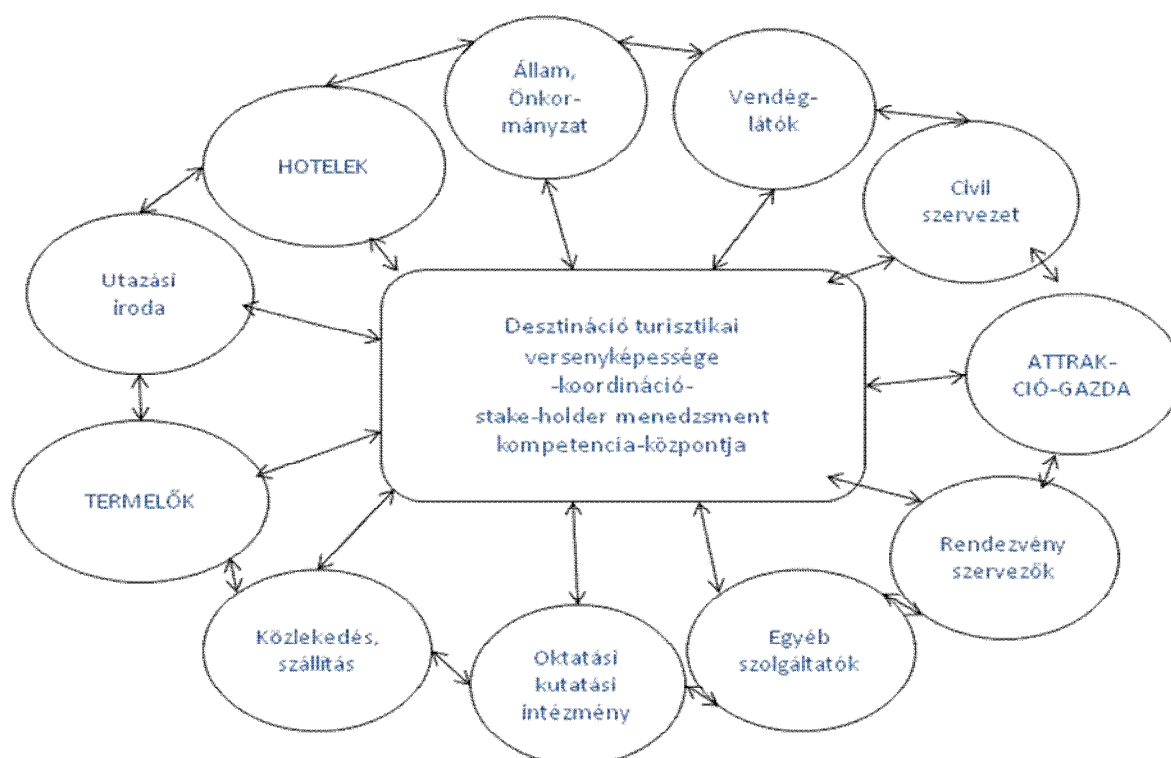 Állam,
Önkor-
mányzat
Vendég-
látók
HOTELEK
Civil
szervezet
Utazási
iroda
Desztináció turisztikai
versenyképessége
-koordináció-
stake-holder menedzsment
kompetencia-központja
ATTRAK-
CIÓ-GAZDA
TERMELŐK
Rendezvény
szervezők
Közlekedés,
szállítás
Oktatási
kutatási
intézmény
Egyéb
szolgáltatók